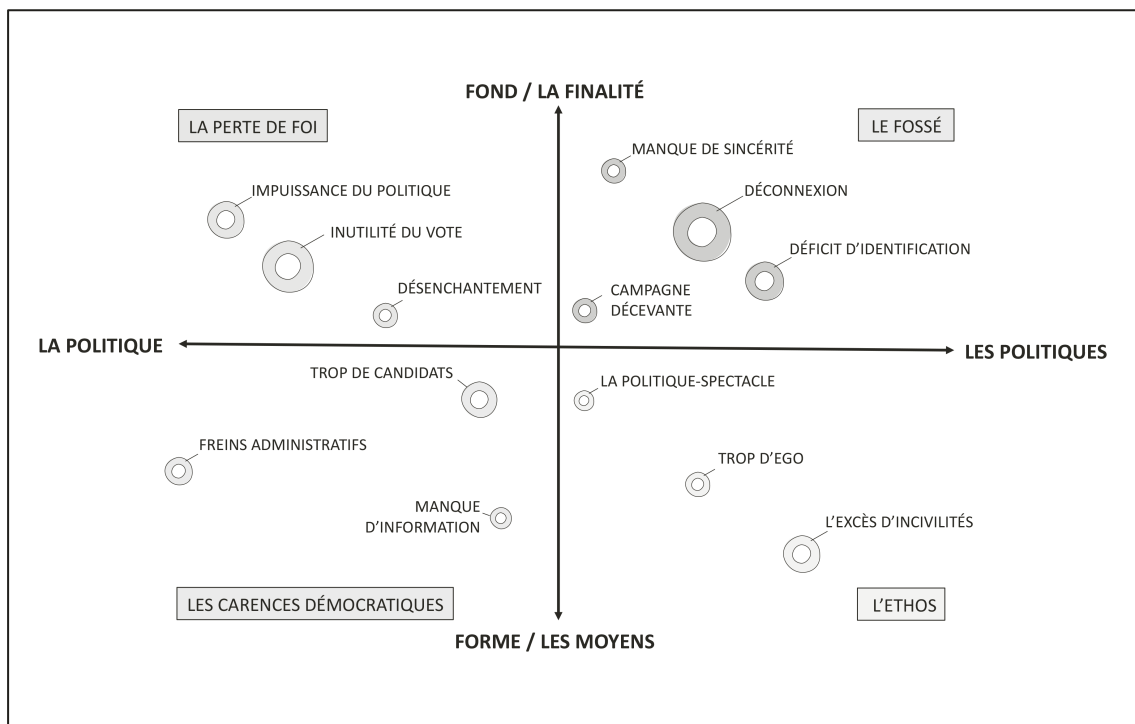 FOND / LA FINALITÉ
LA PERTE DE FOI
LE FOSSÉ
MANQUE DE SINCÉRITÉ
IMPUISSANCE DU POLITIQUE
DÉCONNEXION
INUTILITÉ DU VOTE
DÉFICIT D'IDENTIFICATION
DÉSENCHANTEMENT
CAMPAGNE
DÉCEVANTE
LA POLITIQUE
LES POLITIQUES
TROP DE CANDIDATS
LA POLITIQUE-SPECTACLE
FREINS ADMINISTRATIFS
TROP D'EGO
MANQUE
D'INFORMATION
L'EXCÈS D'INCIVILITÉS
LES CARENCES DÉMOCRATIQUES
L'ETHOS
FORME / LES MOYENS